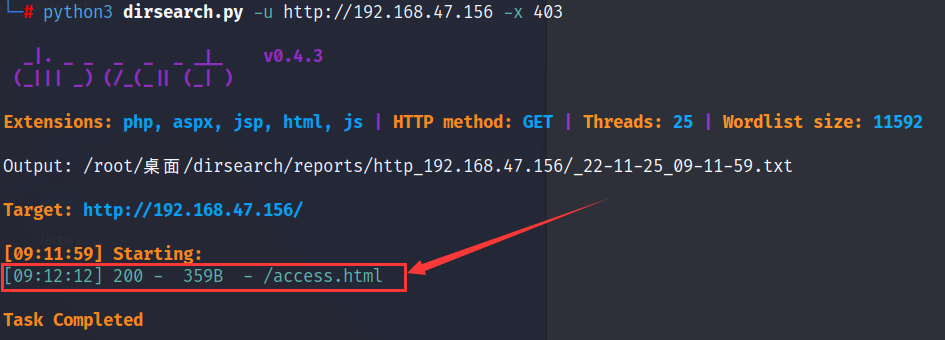 └─# python3 dirsearch.py -u http://192.168.47.156 -x 403
_|. _ _  _  _  _ _|_    v0.4.3
(_||| _) (/_(_|| (_| )
Extensions: php, aspx, jsp, html, js | HTTP method: GET | Threads: 25 | Wordlist size: 11592
Output: /root/桌面/dirsearch/reports/http_192.168.47.156/_22-11-25_09-11-59.txt
Target: http://192.168.47.156/
[09:11:59] Starting:
[09:12:12] 200 -  359B  - /access.html
Task Completed